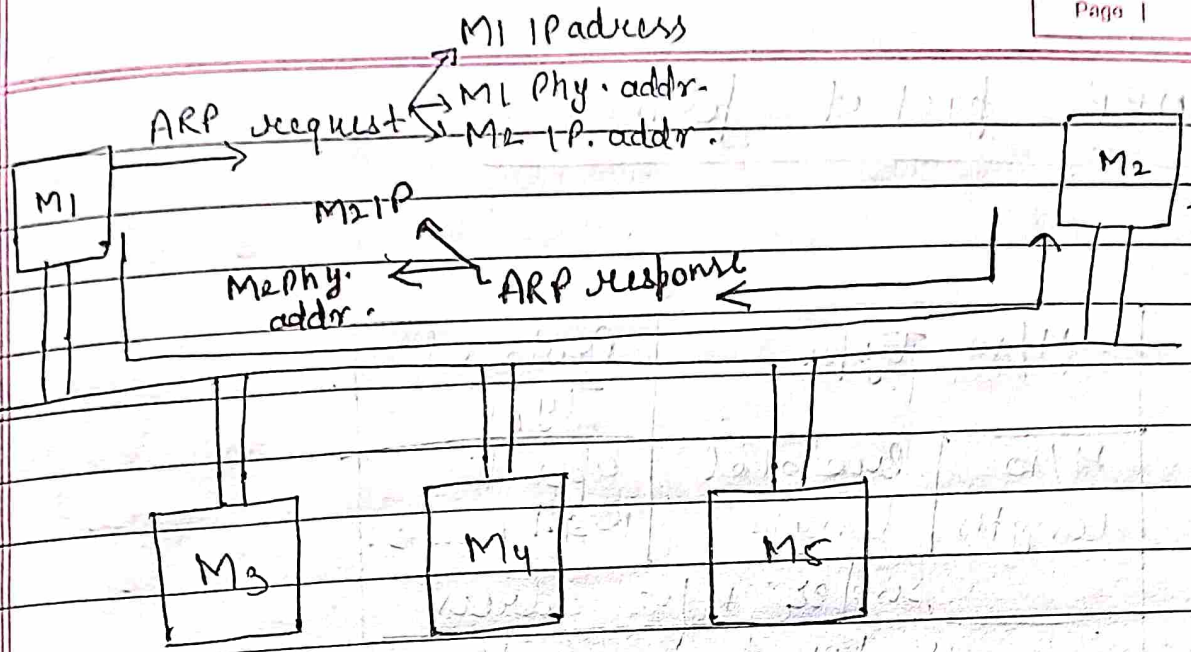 Page 1
M1 IP adress
M1 Phy. addr.
ARP request
M2 IP. addr.
M1
M2
M2 IP
M2 Phy.
addr.
ARP response
M3
M4
M5